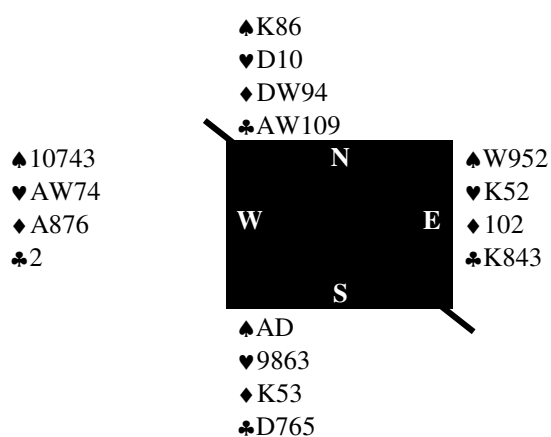 ♠K86
♥D10
♦DW94
♣AW109
♠10743
♥AW74
♦A876
♣2
N
W E
S
♠W952
♥K52
♦102
♣K843
♠AD
♥9863
♦K53
♣D765